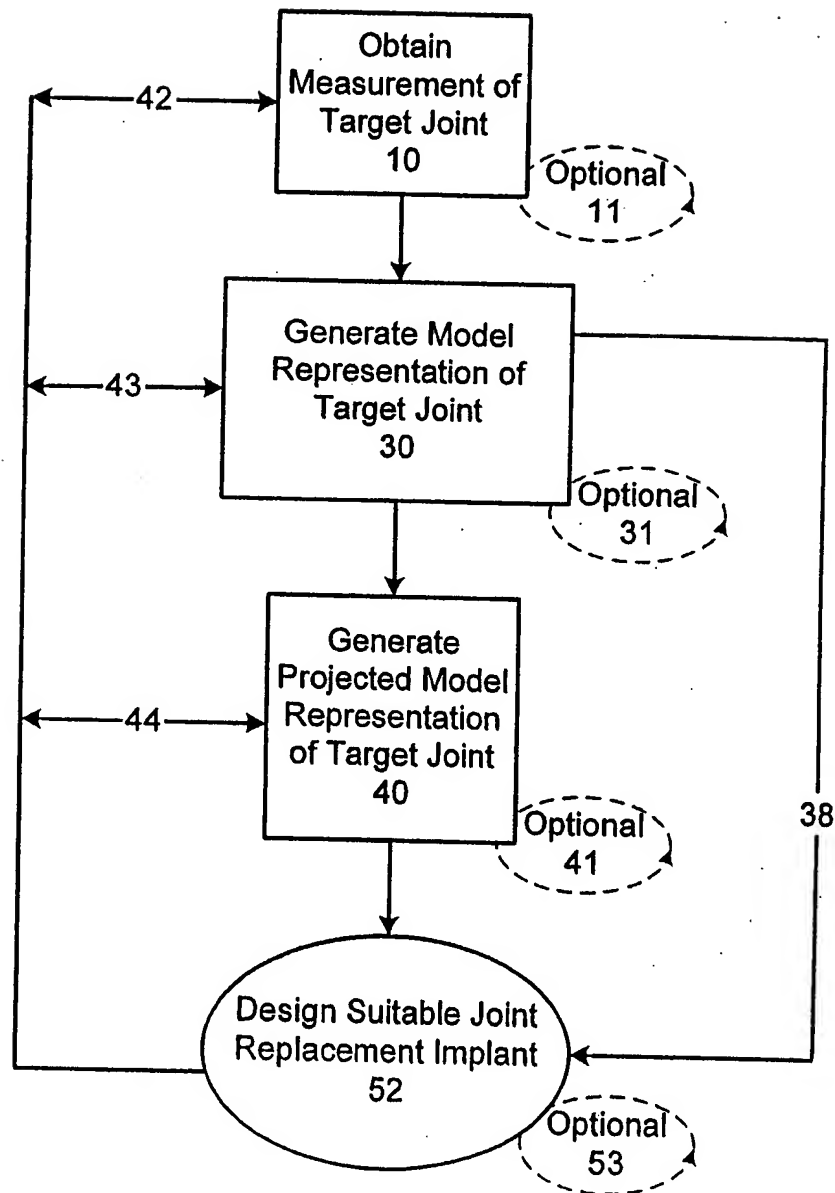 Obtain
Measurement of
Target Joint
10
42
Optional
11
Generate Model
Representation of
Target Joint
30
43
Optional
31
Generate
Projected Model
Representation
of Target Joint
40
44
38
Optional
41
Design Suitable Joint
Replacement Implant
52
Optional
53